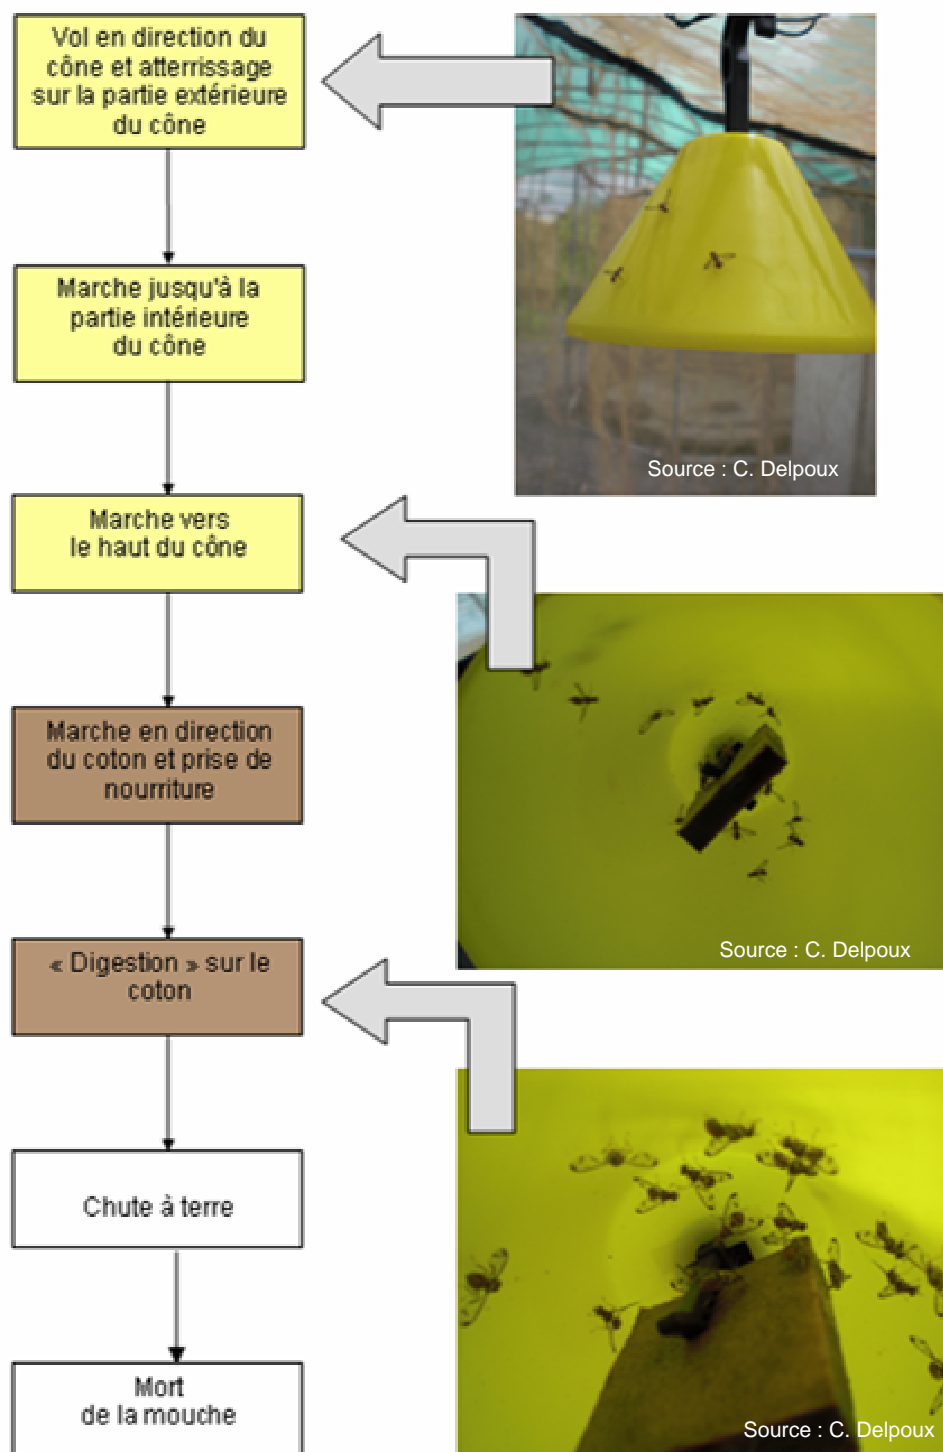 Vol en direction du
cône et atterrissage
sur la partie extérieure
du cône
Source : C. Delpoux
Marche jusqu'à la
partie intérieure
du cône
Marche vers
le haut du cône
Source : C. Delpoux
Marche en direction
du coton et prise de
nourriture
« Digestion » sur le
coton
Source : C. Delpoux
Chute à terre
Mort
de la mouche